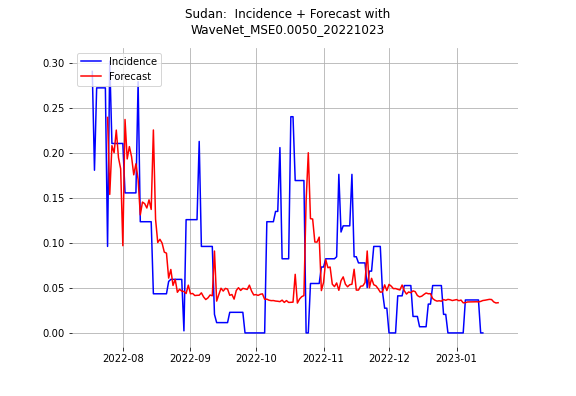 Sudan:  Incidence + Forecast with
WaveNet_MSE0.0050_20221023
Incidence
Forecast
0.30
0.25
0.20
0.15
0.10
0.05
0.00
2022-08 2022-09 2022-10 2022-11 2022-12 2023-01